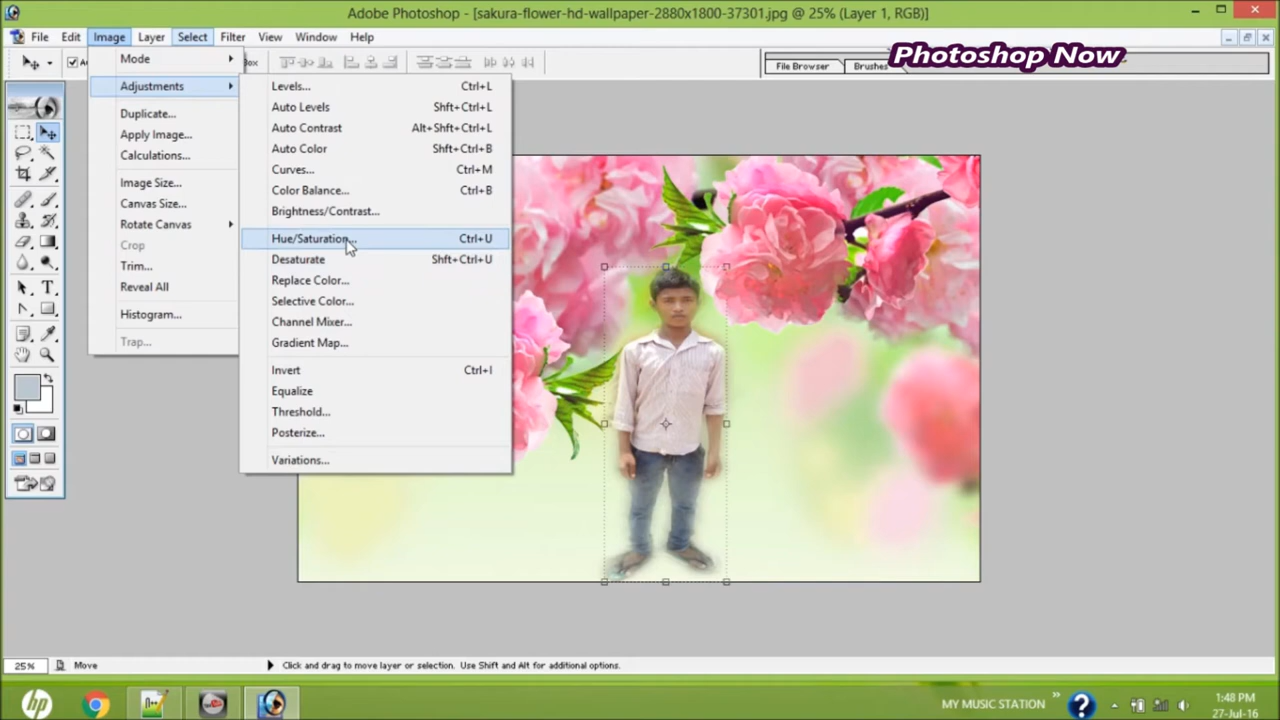 Adobe Photoshop - [sakura-flower-hd-wallpaper-2880x1800-37301.jpg @ 25% (Layer 1, RGB)]
File Edit Image Layer Select Filter View Window Help
Photoshop Now
File Browser Brushes
Mode
Adjustments
Duplicate...
Apply Image...
Calculations...
Image Size...
Canvas Size...
Rotate Canvas
Crop
Trim...
Reveal All
Histogram...
Trap...
Levels... Ctrl+L
Auto Levels Shft+Ctrl+L
Auto Contrast Alt+Shft+Ctrl+L
Auto Color Shft+Ctrl+B
Curves... Ctrl+M
Color Balance... Ctrl+B
Brightness/Contrast...
Hue/Saturation... Ctrl+U
Desaturate Shft+Ctrl+U
Replace Color...
Selective Color...
Channel Mixer...
Gradient Map...
Invert Ctrl+I
Equalize
Threshold...
Posterize...
Variations...
25% Move Click and drag to move layer or selection. Use Shift and Alt for additional options.
hp MY MUSIC STATION 1:48 PM
27-Jul-16